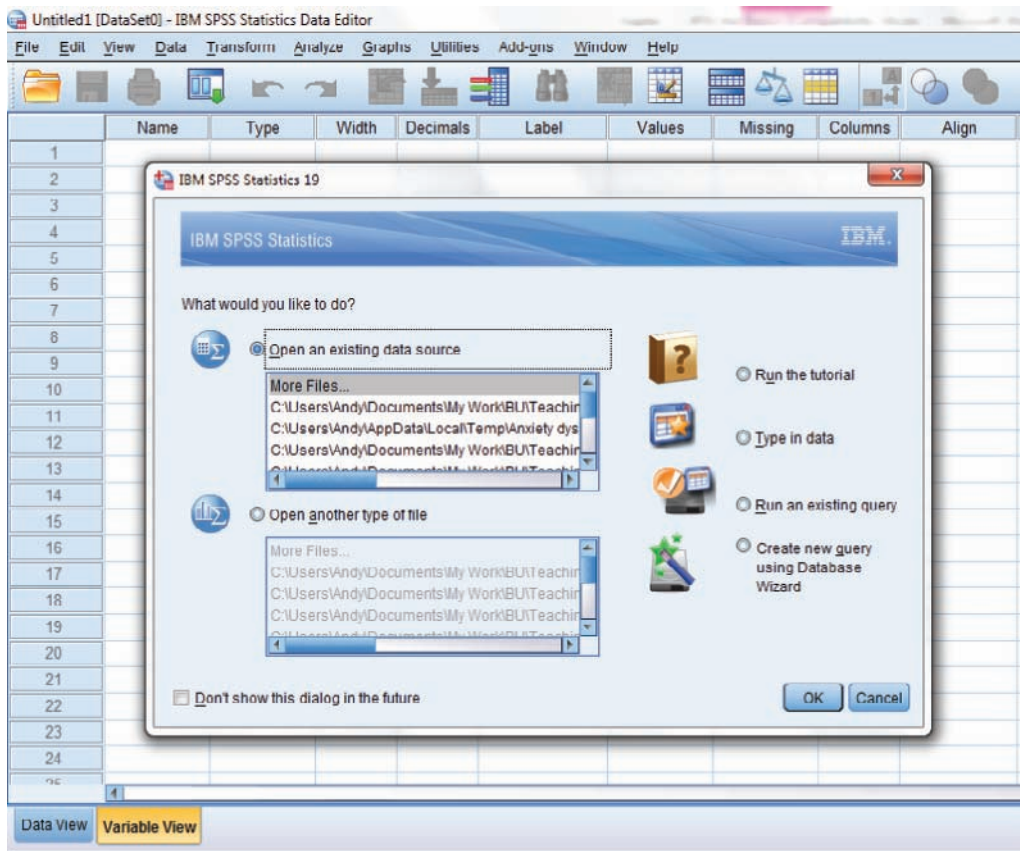 Untitled1 [DataSet0] - IBM SPSS Statistics Data Editor
File Edit View Data Transform Analyze Graphs Utilities Add-ons Window Help
Name Type Width Decimals Label Values Missing Columns Align
1
2
3
4
5
6
7
8
9
10
11
12
13
14
15
16
17
18
19
20
21
22
23
24
IBM SPSS Statistics 19
IBM SPSS Statistics IBM.
What would you like to do?
Open an existing data source
More Files...
C:\Users\Andy\Documents\My Work\BU\Teachin
C:\Users\Andy\AppData\Local\Temp\Anxiety dys
C:\Users\Andy\Documents\My Work\BU\Teachin
Open another type of file
More Files...
C:\Users\Andy\Documents\My Work\BU\Teachin
C:\Users\Andy\Documents\My Work\BU\Teachin
C:\Users\Andy\Documents\My Work\BU\Teachin
Run the tutorial
Type in data
Run an existing query
Create new query
using Database
Wizard
Don't show this dialog in the future
OK Cancel
Data View Variable View